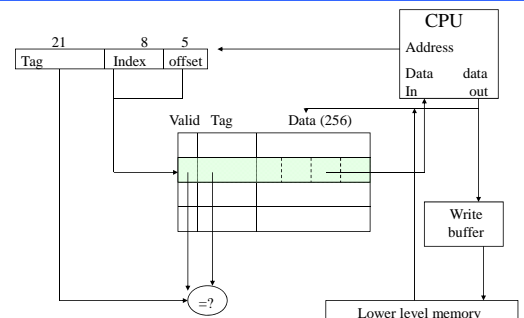 CPU
Address
Data data
In out
21 8 5
Tag Index offset
Valid Tag Data (256)
Write
buffer
=?
Lower level memory